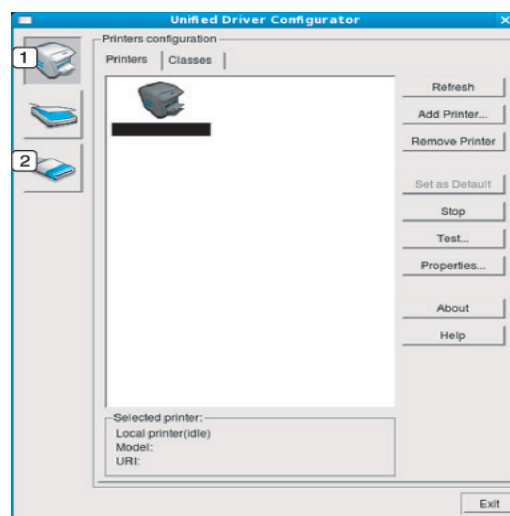 Unified Driver Configurator
Printers configuration
1
Printers
Classes
Refresh
Add Printer...
Remove Printer
2
Set as Default
Stop
Test...
Properties...
About
Help
Selected printer:
Local printer(idle)
Model:
URI:
Exit